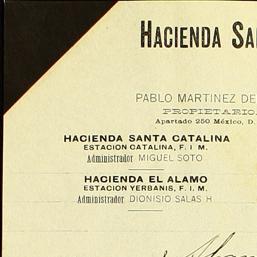 HACIENDA
PABLO MARTINEZ DE
PROPIETARIO
Apartado 250 México, D.
HACIENDA SANTA CATALINA
ESTACION CATALINA, F. I M.
Administrador MIGUEL SOTO
HACIENDA EL ALAMO
ESTACION YERBANIS, F. I. M.
Administrador DIONISIO SALAS H